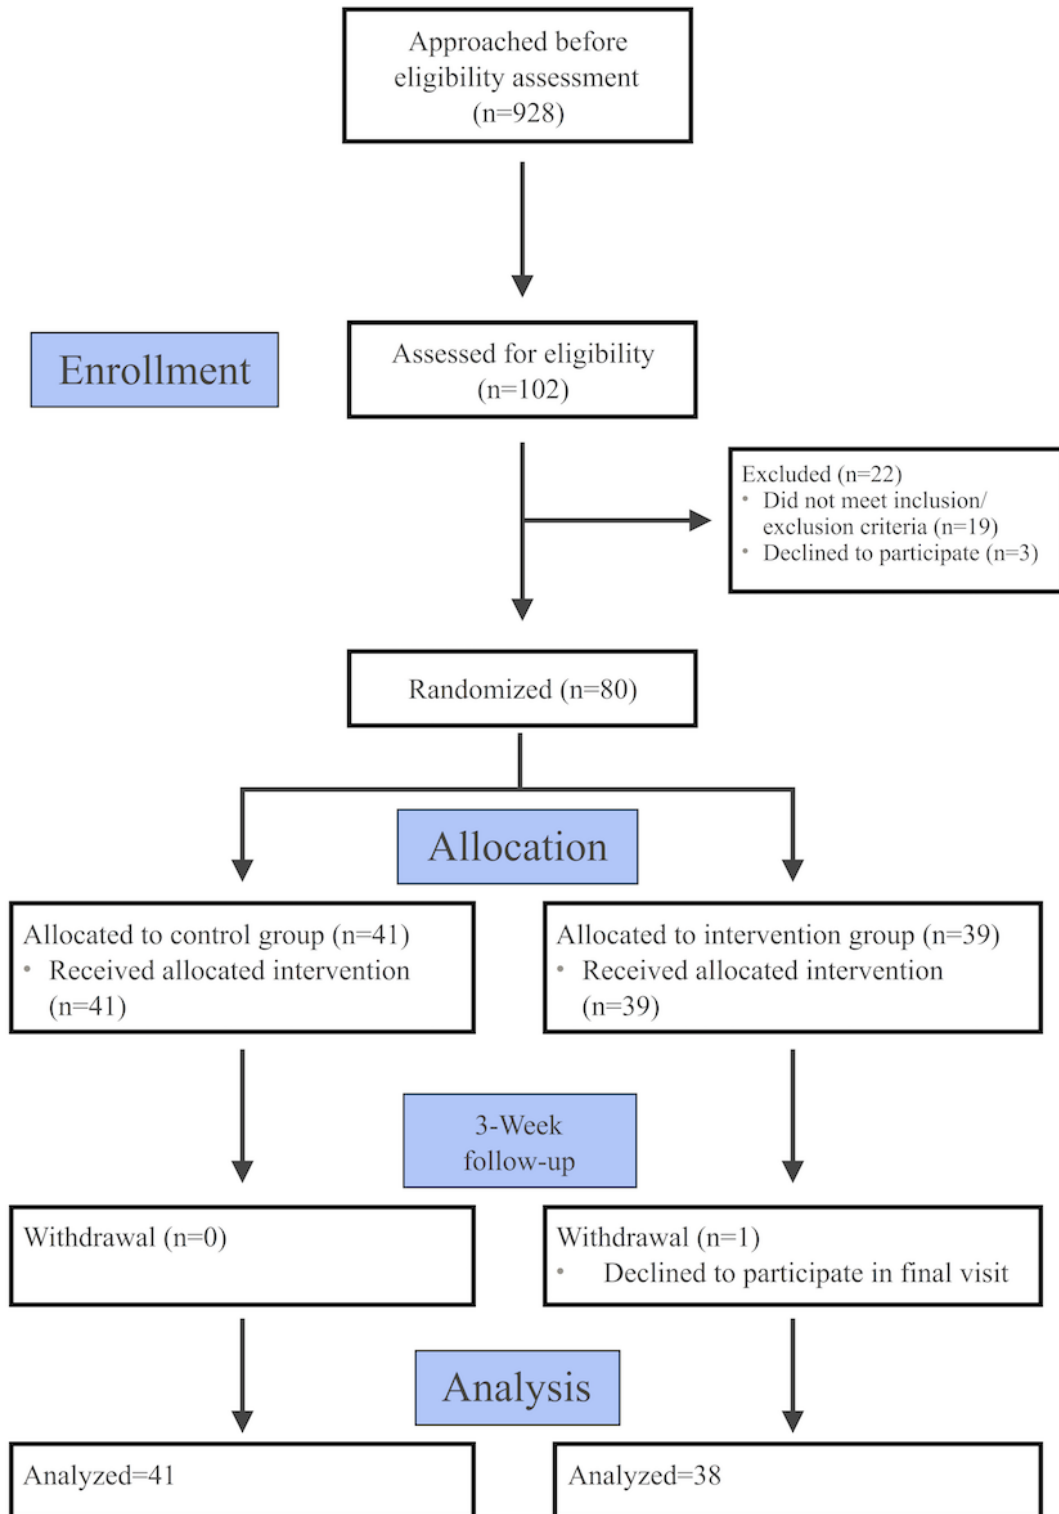 Approached before
eligibility assessment
(n=928)
Enrollment
Assessed for eligibility
(n=102)
Excluded (n=22)
• Did not meet inclusion/
exclusion criteria (n=19)
• Declined to participate (n=3)
Randomized (n=80)
Allocation
Allocated to control group (n=41)
• Received allocated intervention
(n=41)
Allocated to intervention group (n=39)
• Received allocated intervention
(n=39)
3-Week
follow-up
Withdrawal (n=0)
Withdrawal (n=1)
• Declined to participate in final visit
Analysis
Analyzed=41
Analyzed=38